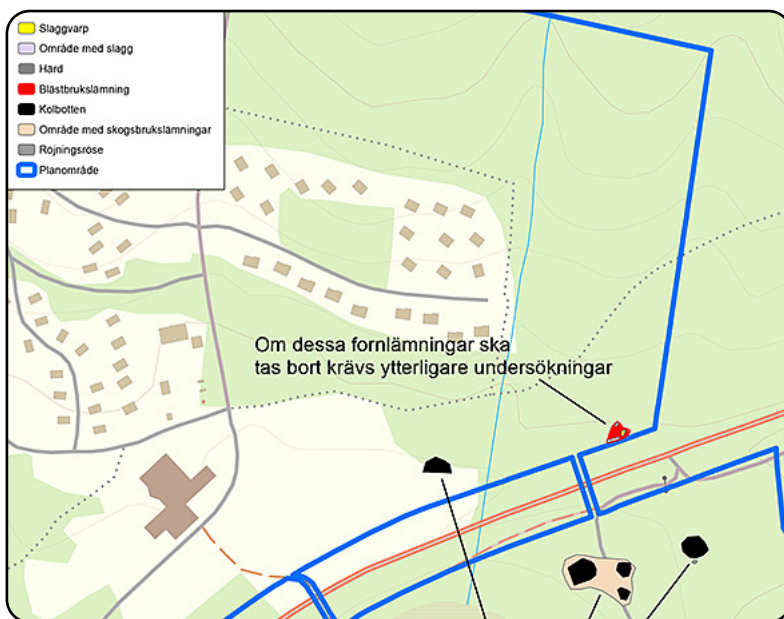 Slaggvarp
Område med slagg
Härd
Blästbrukslämning
Kolbotten
Område med skogsbrukslämningar
Röjningsröse
Planområde
Om dessa fornlämningar ska
tas bort krävs ytterligare undersökningar